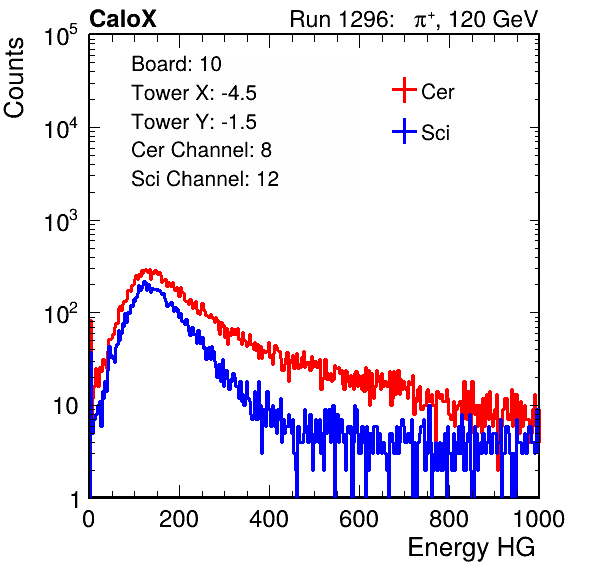 CaloX Run 1296: π⁺, 120 GeV
Counts
10⁵
10⁴
10³
10²
10
1
Board: 10
Tower X: -4.5
Tower Y: -1.5
Cer Channel: 8
Sci Channel: 12
Cer
Sci
0 200 400 600 800 1000
Energy HG